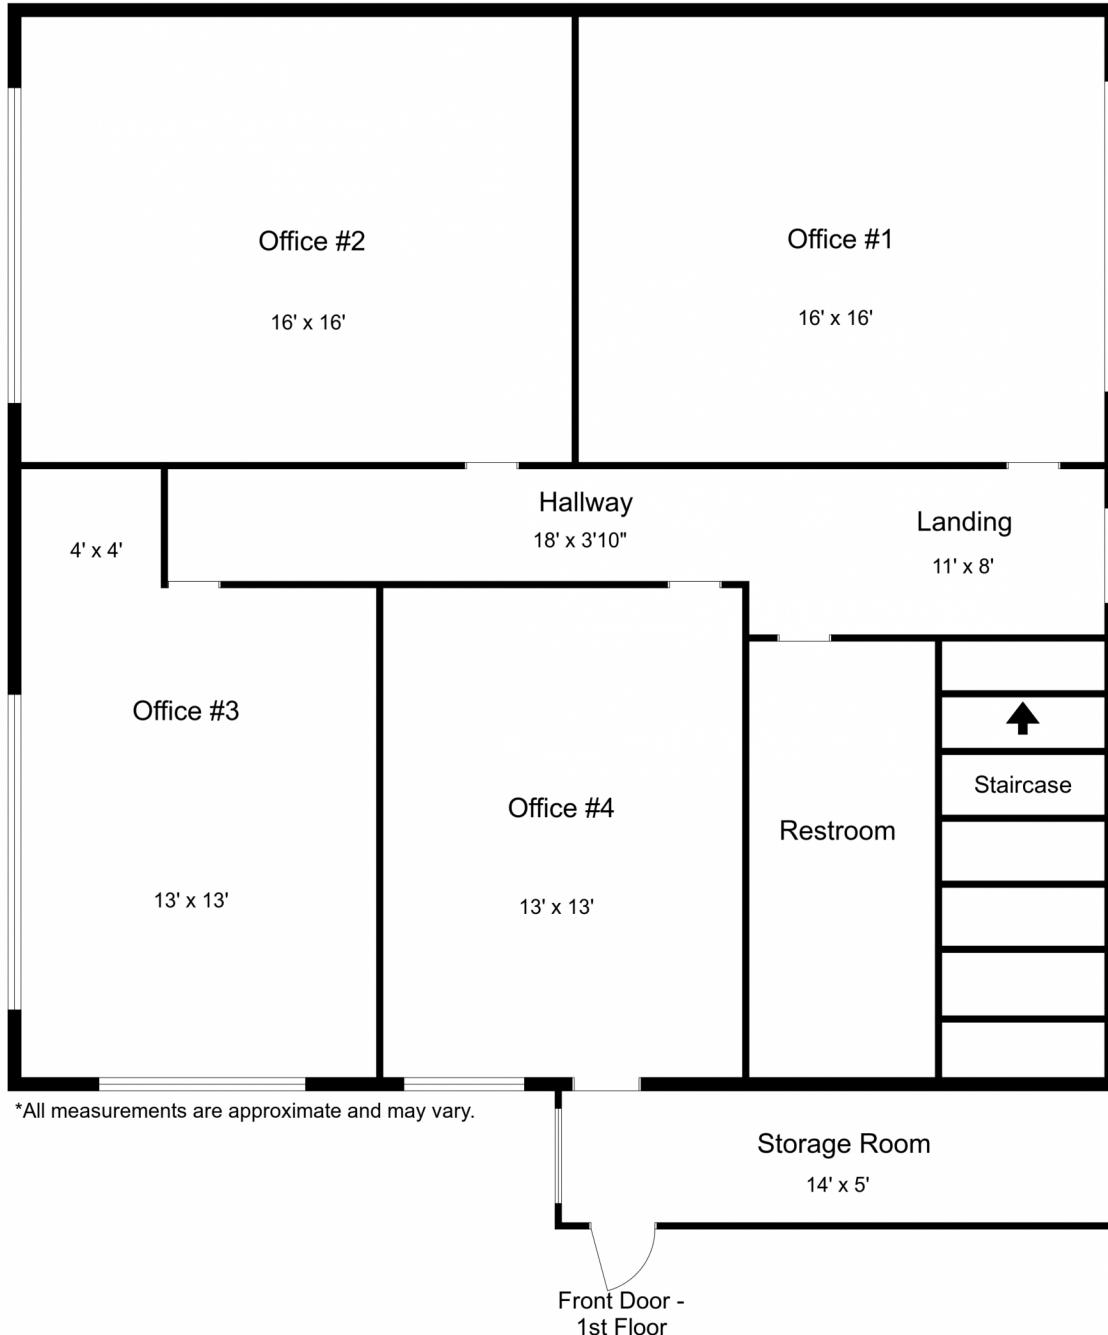 Office #2
16' x 16'
Office #1
16' x 16'
Hallway
18' x 3'10"
Landing
11' x 8'
4' x 4'
Office #3
13' x 13'
Office #4
13' x 13'
Restroom
Staircase
*All measurements are approximate and may vary.
Storage Room
14' x 5'
Front Door -
1st Floor